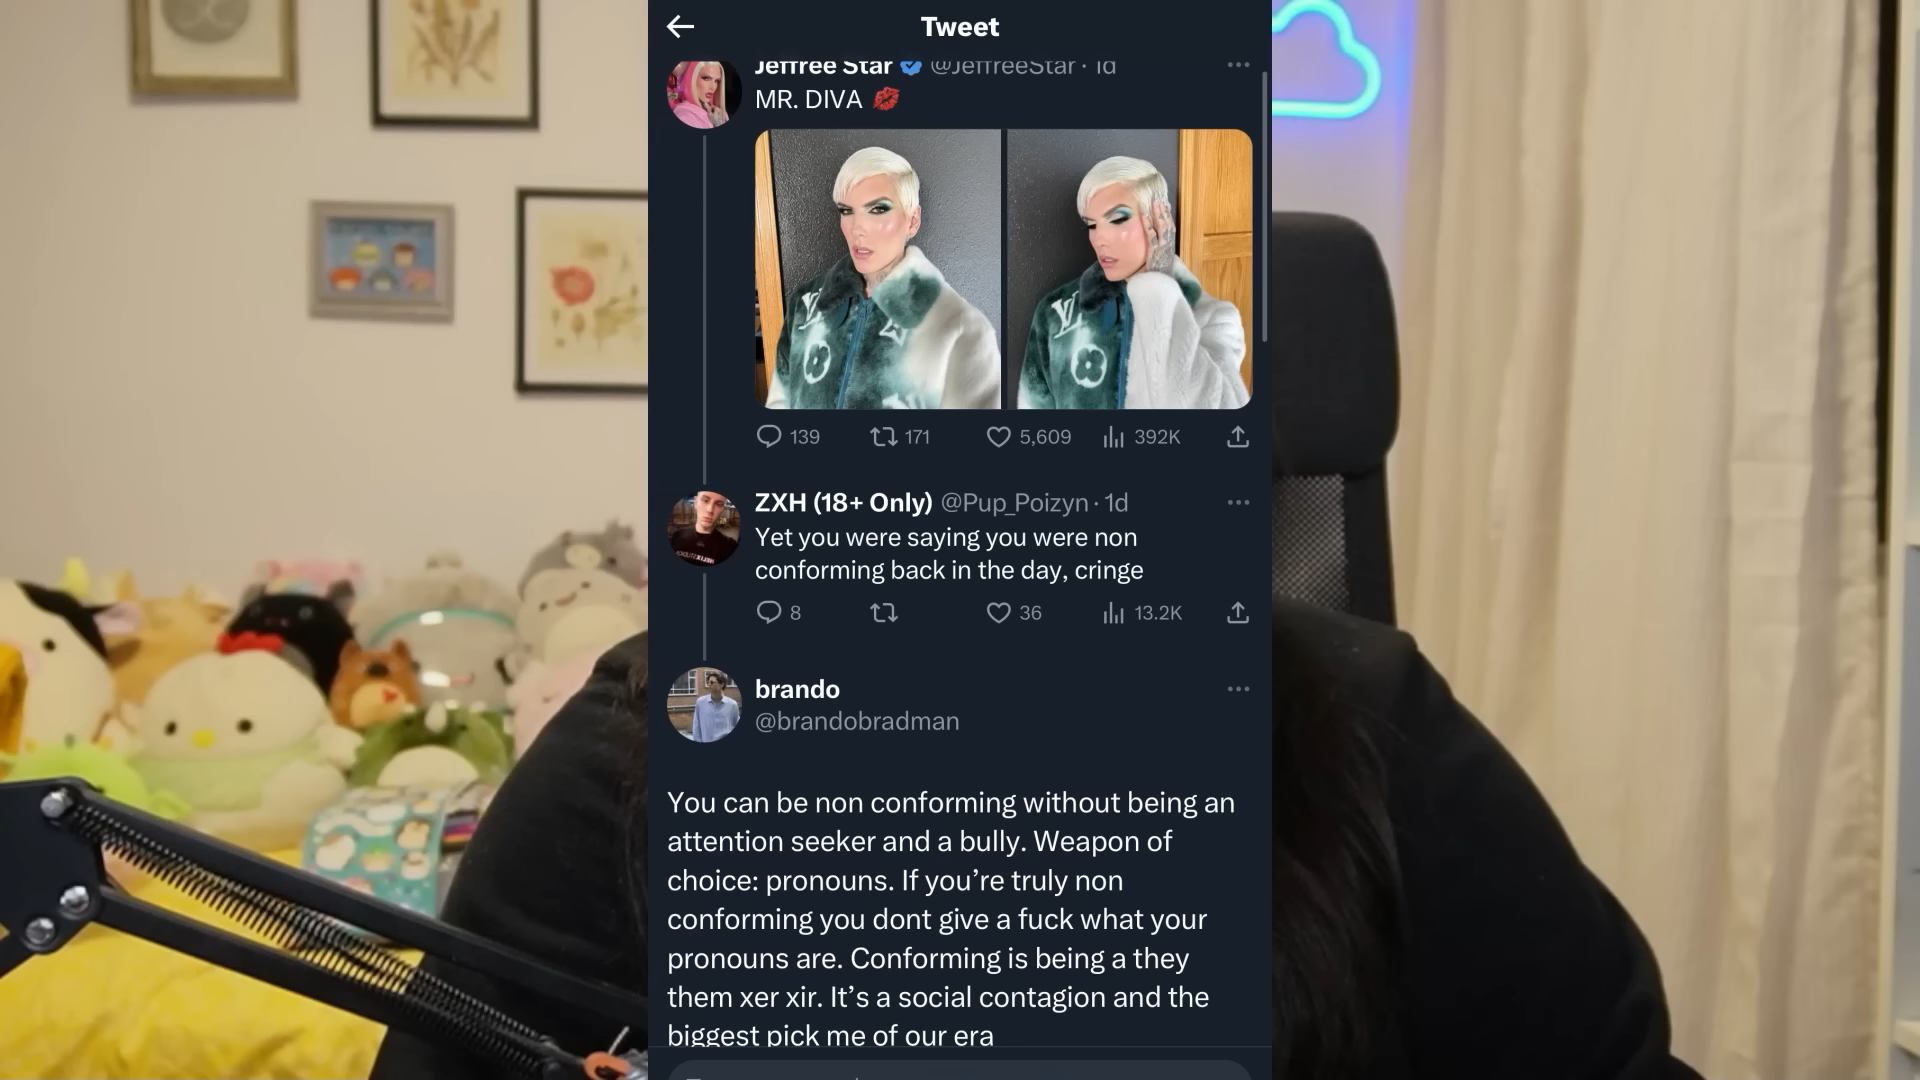 Tweet
Jeffree Star @JeffreeStar · 1d
MR. DIVA 💋
139 171 5,609 392K
ZXH (18+ Only) @Pup_Poizyn · 1d
Yet you were saying you were non
conforming back in the day, cringe
8 36 13.2K
brando
@brandobradman
You can be non conforming without being an
attention seeker and a bully. Weapon of
choice: pronouns. If you’re truly non
conforming you dont give a fuck what your
pronouns are. Conforming is being a they
them xer xir. It’s a social contagion and the
biggest pick me of our era